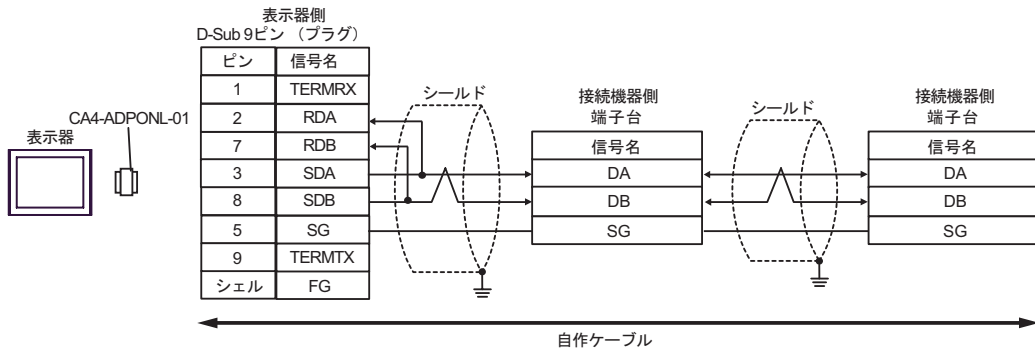 表示器側
D-Sub 9ピン （プラグ）
ピン 信号名
1 TERMRX
2 RDA
7 RDB
3 SDA
8 SDB
5 SG
9 TERMTX
シェル FG
CA4-ADPONL-01
表示器
シールド
接続機器側
端子台
信号名
DA
DB
SG
シールド
接続機器側
端子台
信号名
DA
DB
SG
自作ケーブル